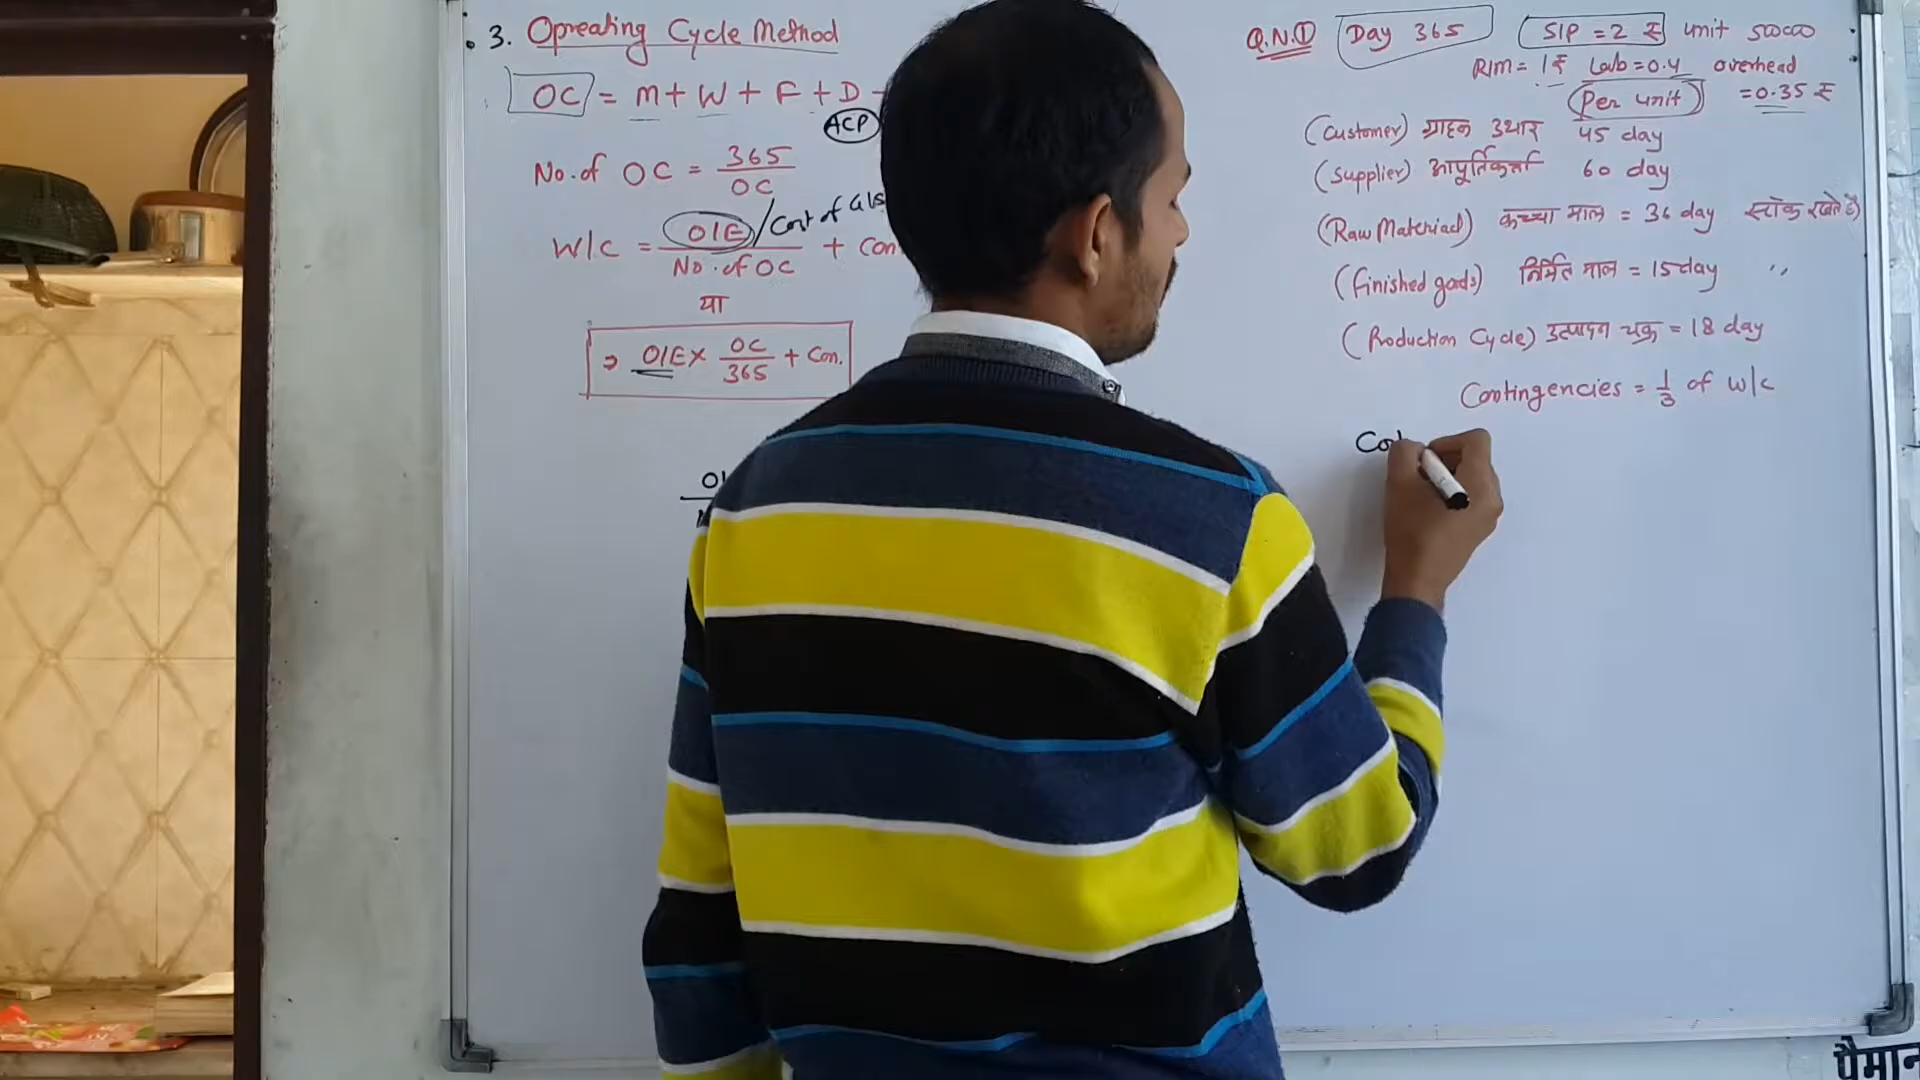 . 3. Opreating Cycle Method
OC = M + W + F + D -
ACP
No. of OC = 365/OC
W/C = O/E / Cost of G/S / No. of OC + Con
या
⇒ O/E × OC/365 + Con.
O/
Q.N.① Day 365 S/P = 2 ₹ unit 50000
R/m = 1₹ Lab = 0.4 overhead
Per unit = 0.35 ₹
(Customer) ग्राहक उधार 45 day
(Supplier) आपूर्तिकर्ता 60 day
(Raw Material) कच्चा माल = 36 day स्टॉक रखते है)
(finished goods) निर्मित माल = 15 day ,,
(Production Cycle) उत्पादन चक्र = 18 day
Contingencies = 1/3 of w/c
Co
पैमान